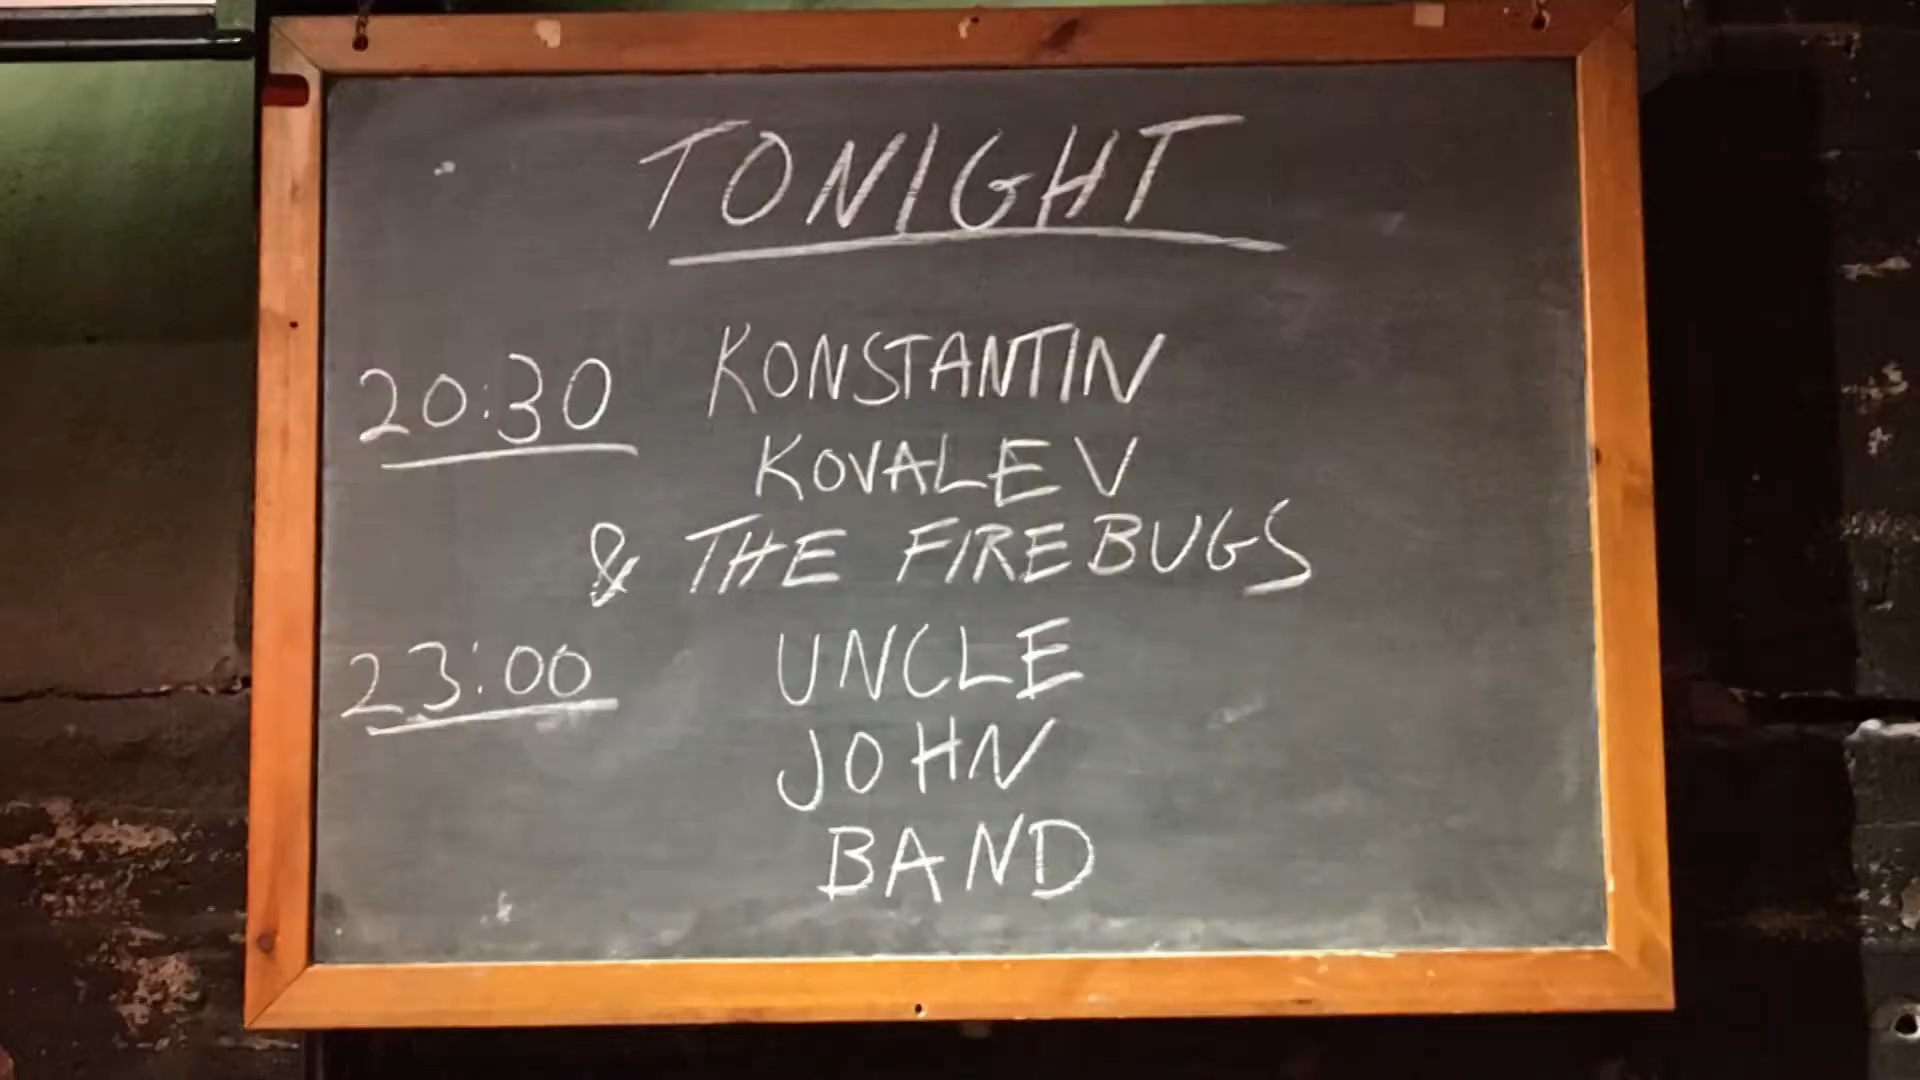 TONIGHT
20:30 KONSTANTIN
KOVALEV
& THE FIREBUGS
23:00 UNCLE
JOHN
BAND